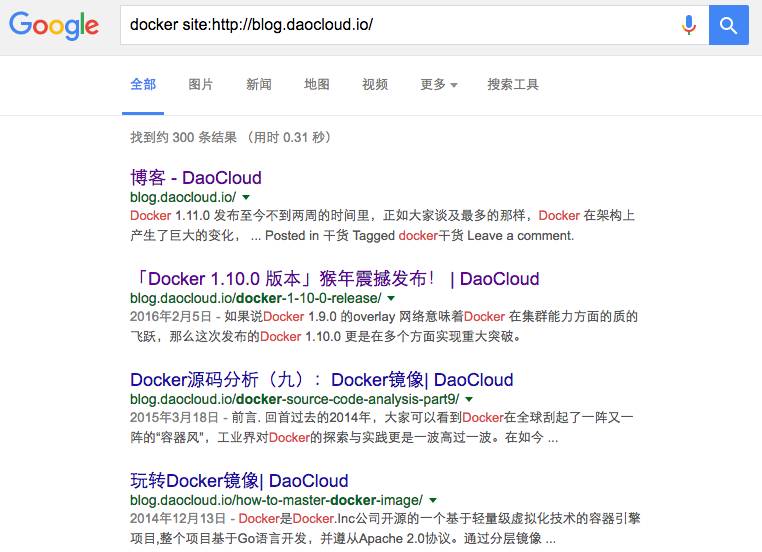 Google
docker site:http://blog.daocloud.io/
全部 图片 新闻 地图 视频 更多 搜索工具
找到约 300 条结果 （用时 0.31 秒）
博客 - DaoCloud
blog.daocloud.io/
Docker 1.11.0 发布至今不到两周的时间里，正如大家谈及最多的那样，Docker 在架构上
产生了巨大的变化， ... Posted in 干货 Tagged docker干货 Leave a comment.
「Docker 1.10.0 版本」猴年震撼发布！ | DaoCloud
blog.daocloud.io/docker-1-10-0-release/
2016年2月5日 - 如果说Docker 1.9.0 的overlay 网络意味着Docker 在集群能力方面的质的
飞跃，那么这次发布的Docker 1.10.0 更是在多个方面实现重大突破。
Docker源码分析（九）：Docker镜像| DaoCloud
blog.daocloud.io/docker-source-code-analysis-part9/
2015年3月18日 - 前言. 回首过去的2014年，大家可以看到Docker在全球刮起了一阵又一
阵的“容器风”，工业界对Docker的探索与实践更是一波高过一波。在如今 ...
玩转Docker镜像| DaoCloud
blog.daocloud.io/how-to-master-docker-image/
2014年12月13日 - Docker是Docker.Inc公司开源的一个基于轻量级虚拟化技术的容器引擎
项目,整个项目基于Go语言开发，并遵从Apache 2.0协议。通过分层镜像 ...